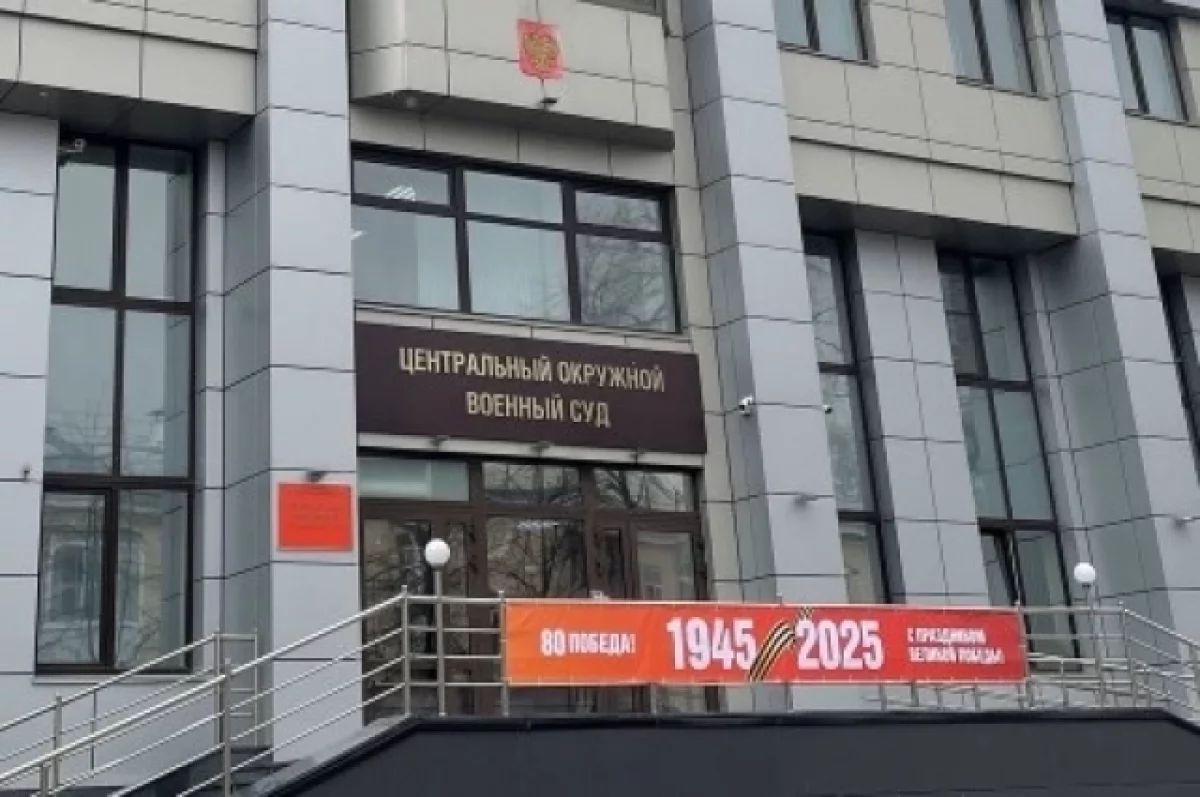 ЦЕНТРАЛЬНЫЙ ОКРУЖНОЙ
ВОЕННЫЙ СУД
80 ПОБЕДА!
1945 2025
С ПРАЗДНИКОМ
ВЕЛИКОЙ ПОБЕДЫ!